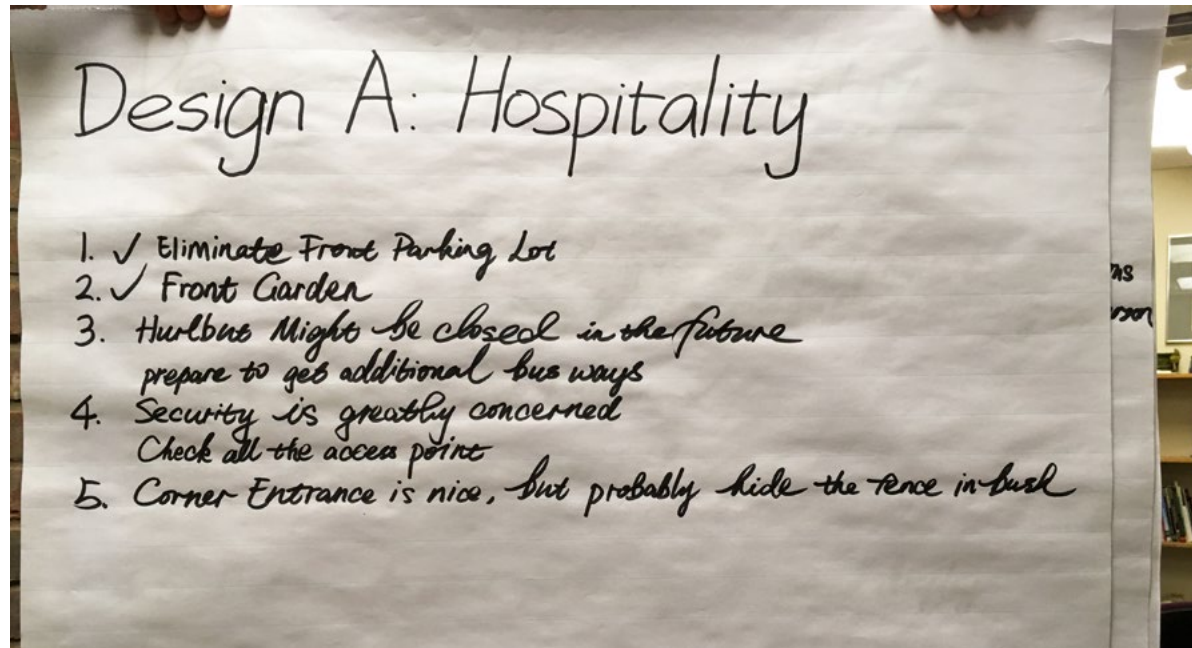 Design A: Hospitality
1. ✓ Eliminate Front Parking Lot
2. ✓ Front Garden
3. Hurlbut Might be closed in the future
prepare to get additional bus ways
4. Security is greatly concerned
Check all the access point
5. Corner Entrance is nice, but probably hide the fence in bush